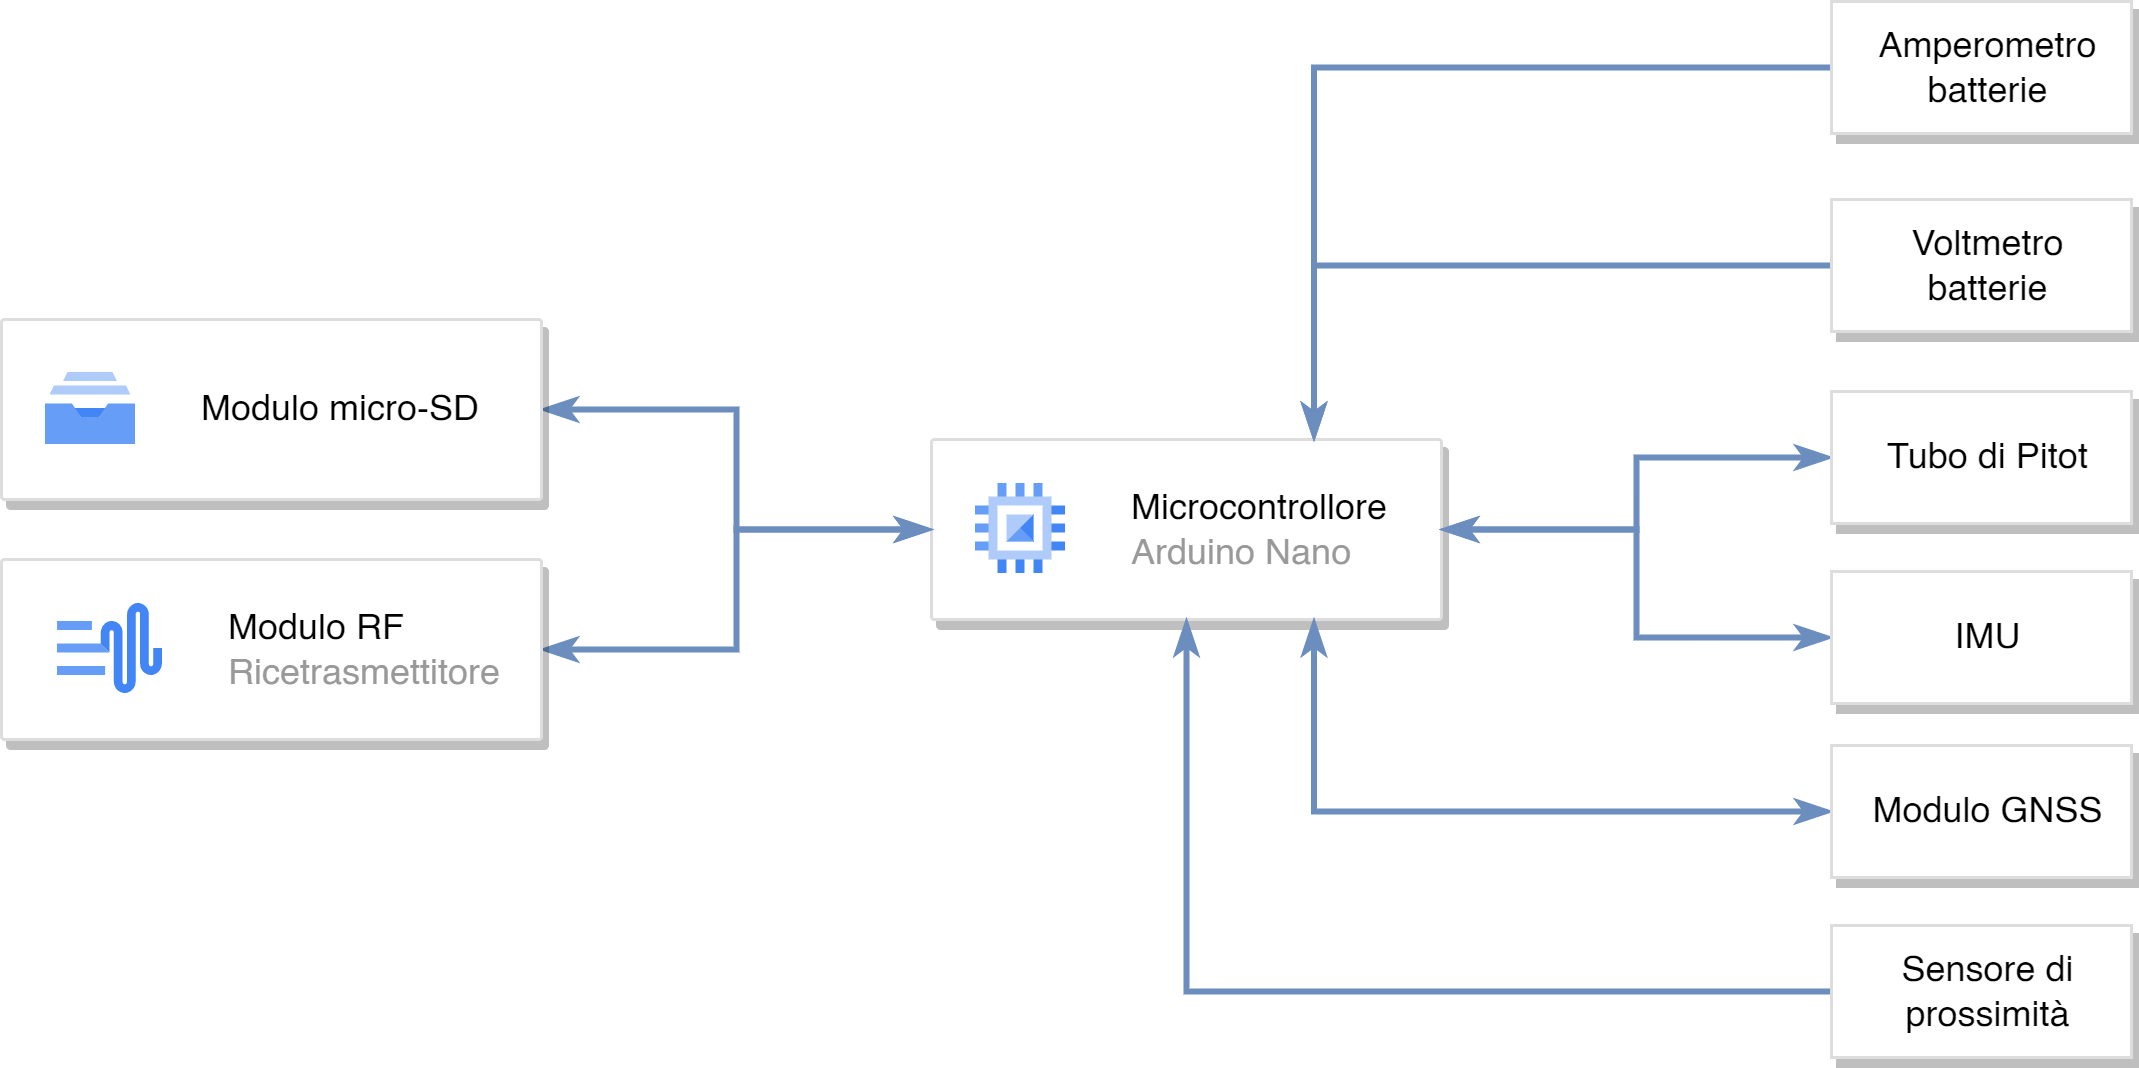 Amperometro
batterie
Voltmetro
batterie
Modulo micro-SD
Tubo di Pitot
Microcontrollore
Arduino Nano
Modulo RF
Ricetrasmettitore
IMU
Modulo GNSS
Sensore di
prossimità